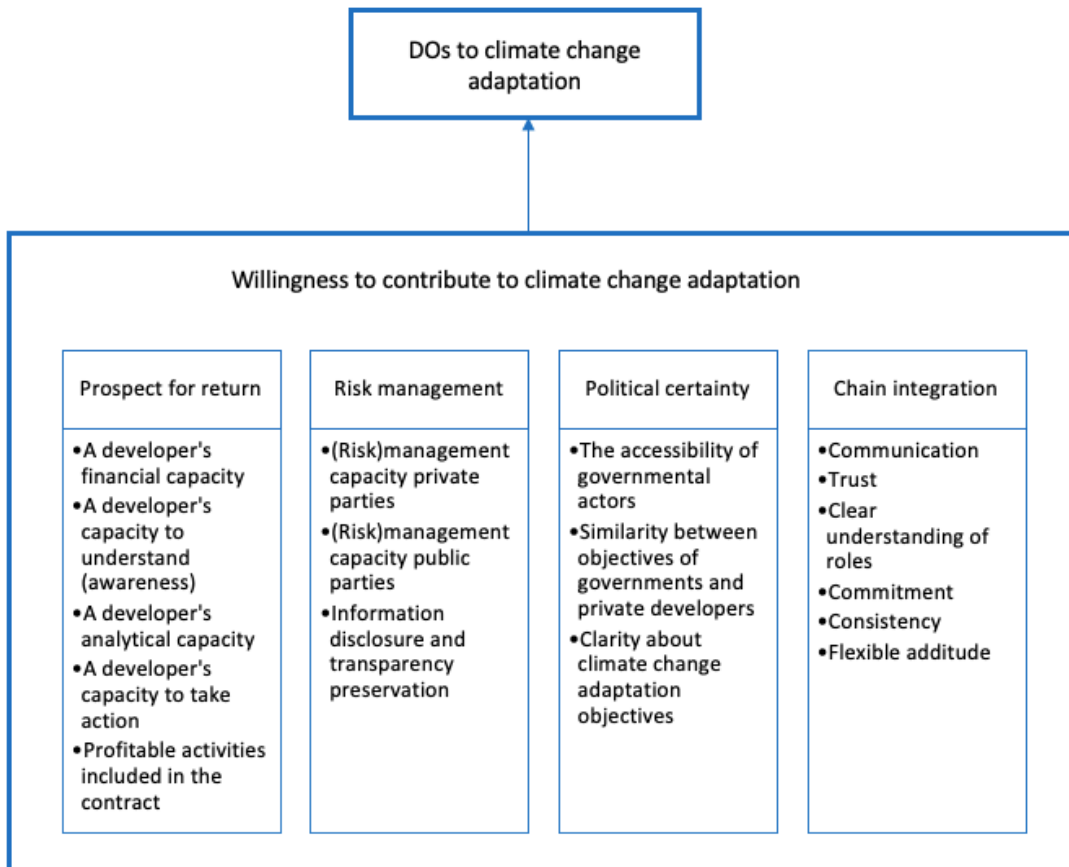 DOs to climate change
adaptation
Willingness to contribute to climate change adaptation
Prospect for return
•A developer's
financial capacity
•A developer's
capacity to
understand
(awareness)
•A developer's
analytical capacity
•A developer's
capacity to take
action
•Profitable activities
included in the
contract
Risk management
•(Risk)management
capacity private
parties
•(Risk)management
capacity public
parties
•Information
disclosure and
transparency
preservation
Political certainty
•The accessibility of
governmental
actors
•Similarity between
objectives of
governments and
private developers
•Clarity about
climate change
adaptation
objectives
Chain integration
•Communication
•Trust
•Clear
understanding of
roles
•Commitment
•Consistency
•Flexible additude